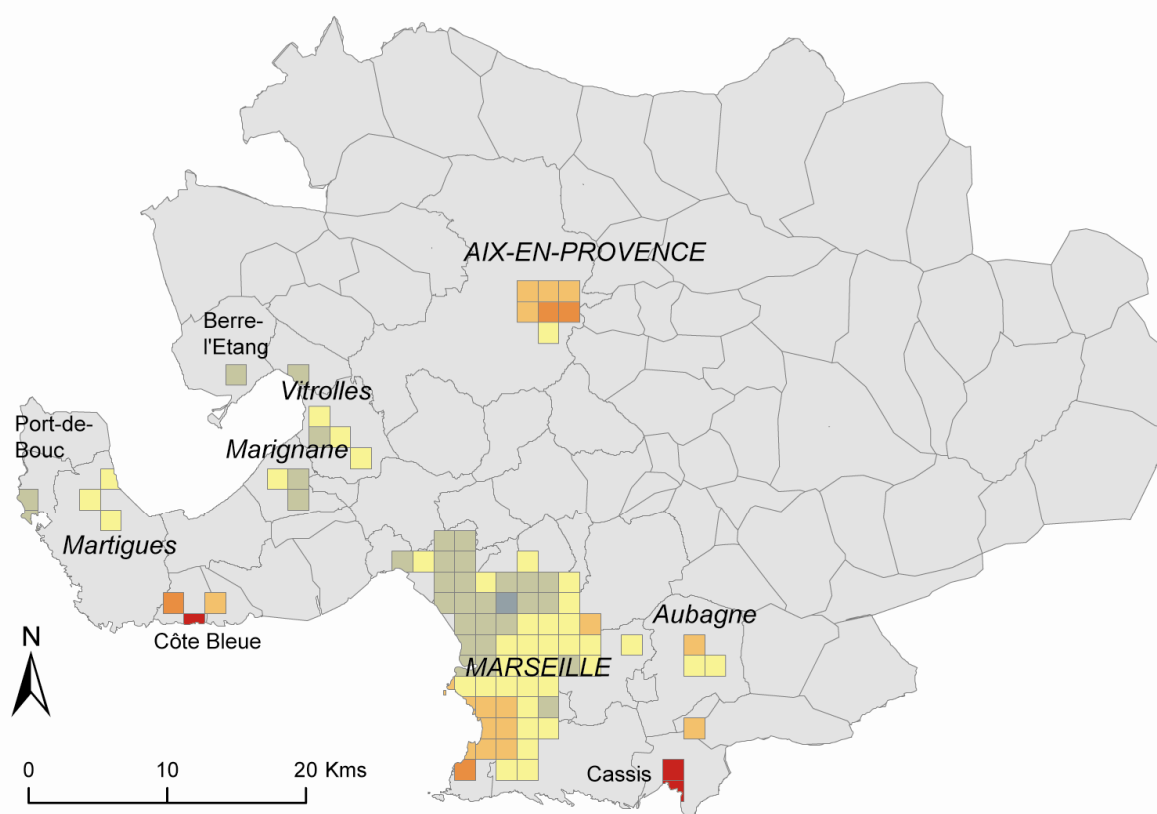 AIX-EN-PROVENCE
Berre-
l'Etang
Vitrolles
Port-de-
Bouc
Marignane
Martigues
Aubagne
Côte Bleue
MARSEILLE
N
Cassis
0 10 20 Kms